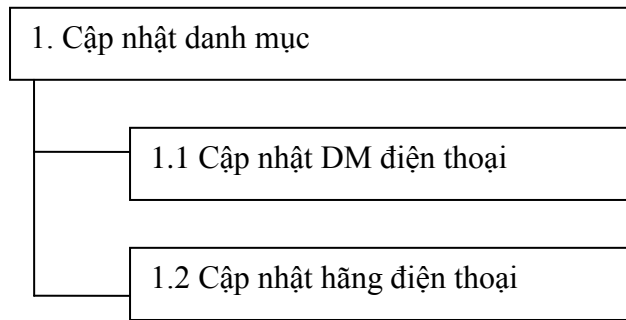 1. Cập nhật danh mục
1.1 Cập nhật DM điện thoại
1.2 Cập nhật hãng điện thoại